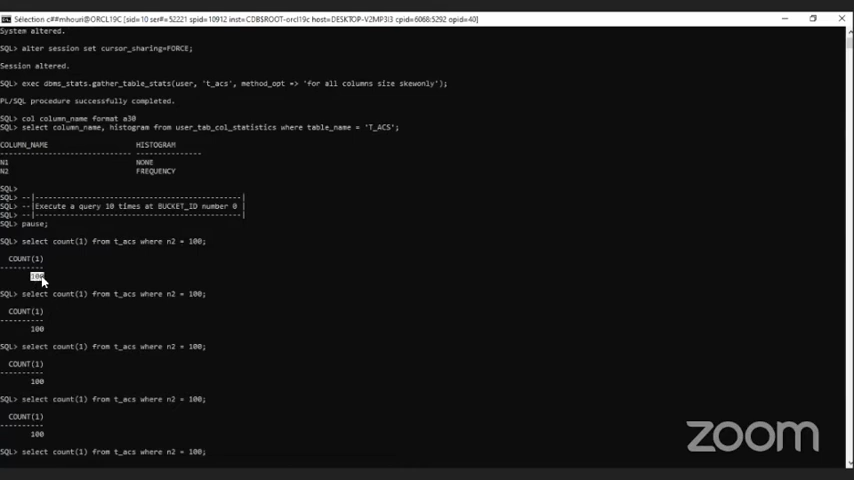 Sélection c##mhouri@ORCL19C [sid=10 ser#=52221 spid=10912 inst=CDB$ROOT-orcl19c host=DESKTOP-V2MP3I3 cpid=6068:5292 opid=40]
System altered.
SQL> alter session set cursor_sharing=FORCE;
Session altered.
SQL> exec dbms_stats.gather_table_stats(user, 't_acs', method_opt => 'for all columns size skewonly');
PL/SQL procedure successfully completed.
SQL> col column_name format a30
SQL> select column_name, histogram from user_tab_col_statistics where table_name = 'T_ACS';
COLUMN_NAME HISTOGRAM
------------------------------ ---------------
N1 NONE
N2 FREQUENCY
SQL>
SQL> --|------------------------------------------------|
SQL> --|Execute a query 10 times at BUCKET_ID number 0 |
SQL> --|------------------------------------------------|
SQL> pause;
SQL> select count(1) from t_acs where n2 = 100;
COUNT(1)
----------
100
SQL> select count(1) from t_acs where n2 = 100;
COUNT(1)
----------
100
SQL> select count(1) from t_acs where n2 = 100;
COUNT(1)
----------
100
SQL> select count(1) from t_acs where n2 = 100;
COUNT(1)
----------
100
SQL> select count(1) from t_acs where n2 = 100;
zoom